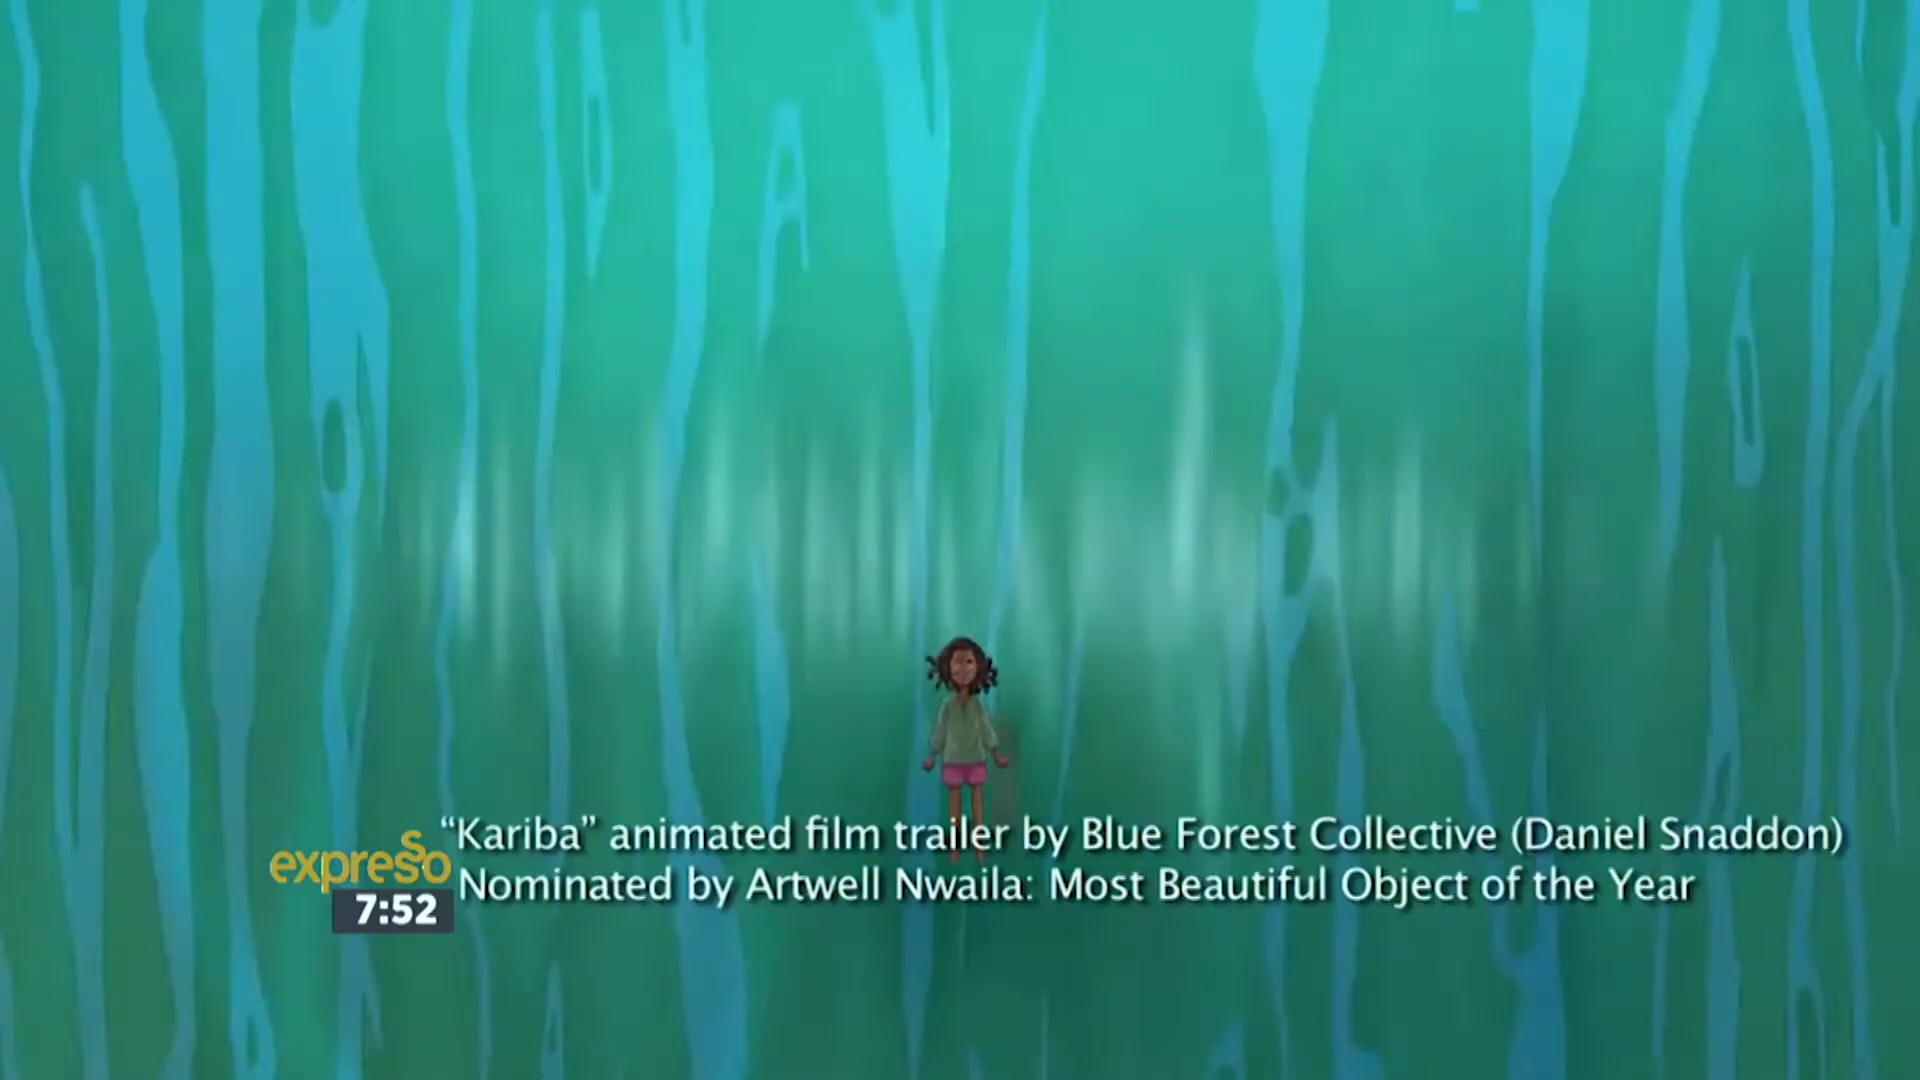 “Kariba” animated film trailer by Blue Forest Collective (Daniel Snaddon)
Nominated by Artwell Nwaila: Most Beautiful Object of the Year
expresso
7:52